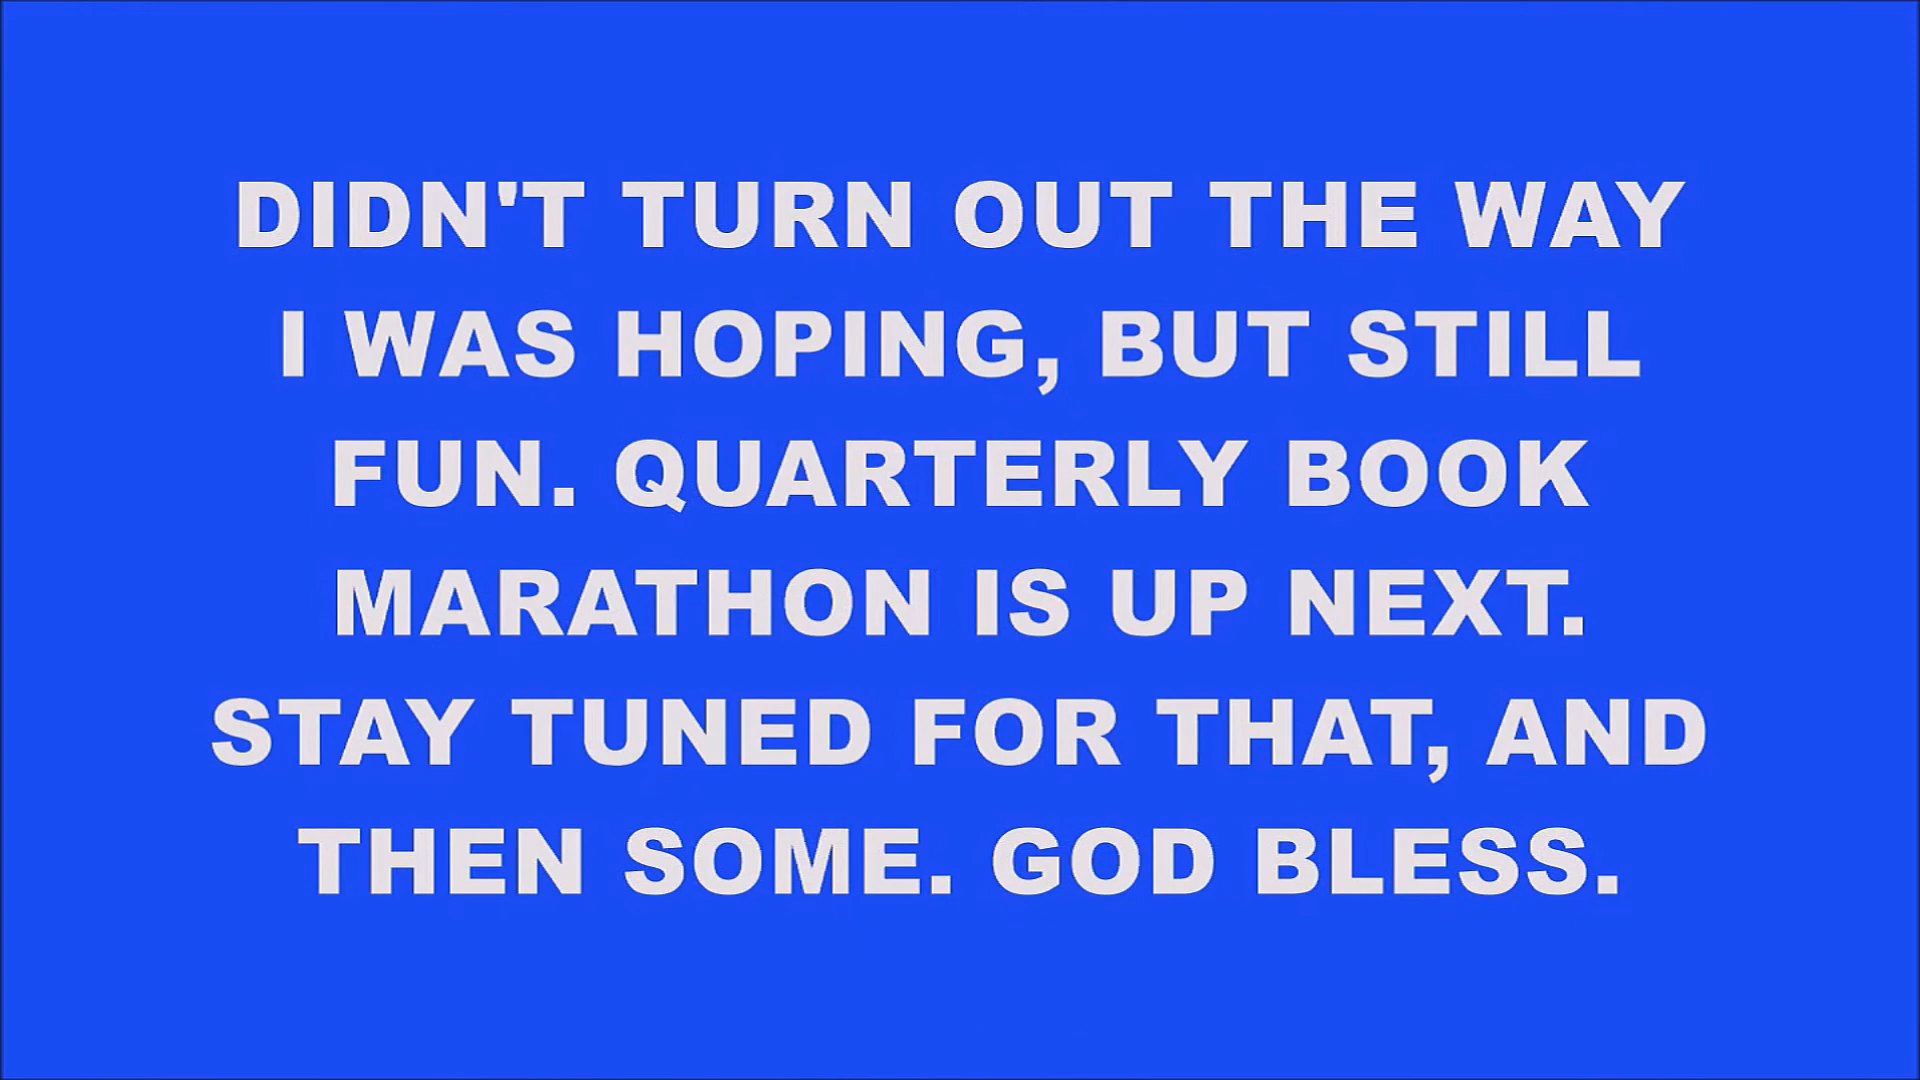 DIDN'T TURN OUT THE WAY
I WAS HOPING, BUT STILL
FUN. QUARTERLY BOOK
MARATHON IS UP NEXT.
STAY TUNED FOR THAT, AND
THEN SOME. GOD BLESS.